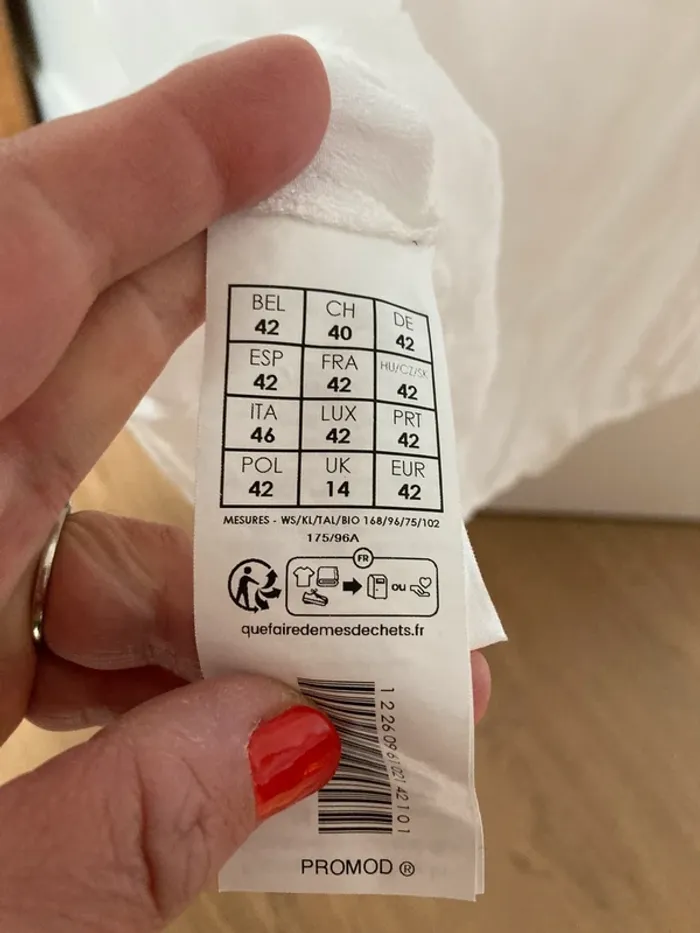 BEL CH DE
42 40 42
ESP FRA HU/CZ/SK
42 42 42
ITA LUX PRT
46 42 42
POL UK EUR
42 14 42
MESURES - WS/KL/TAL/BIO 168/96/75/102
175/96A
FR
ou
quefairedemesdechets.fr
PROMOD ®